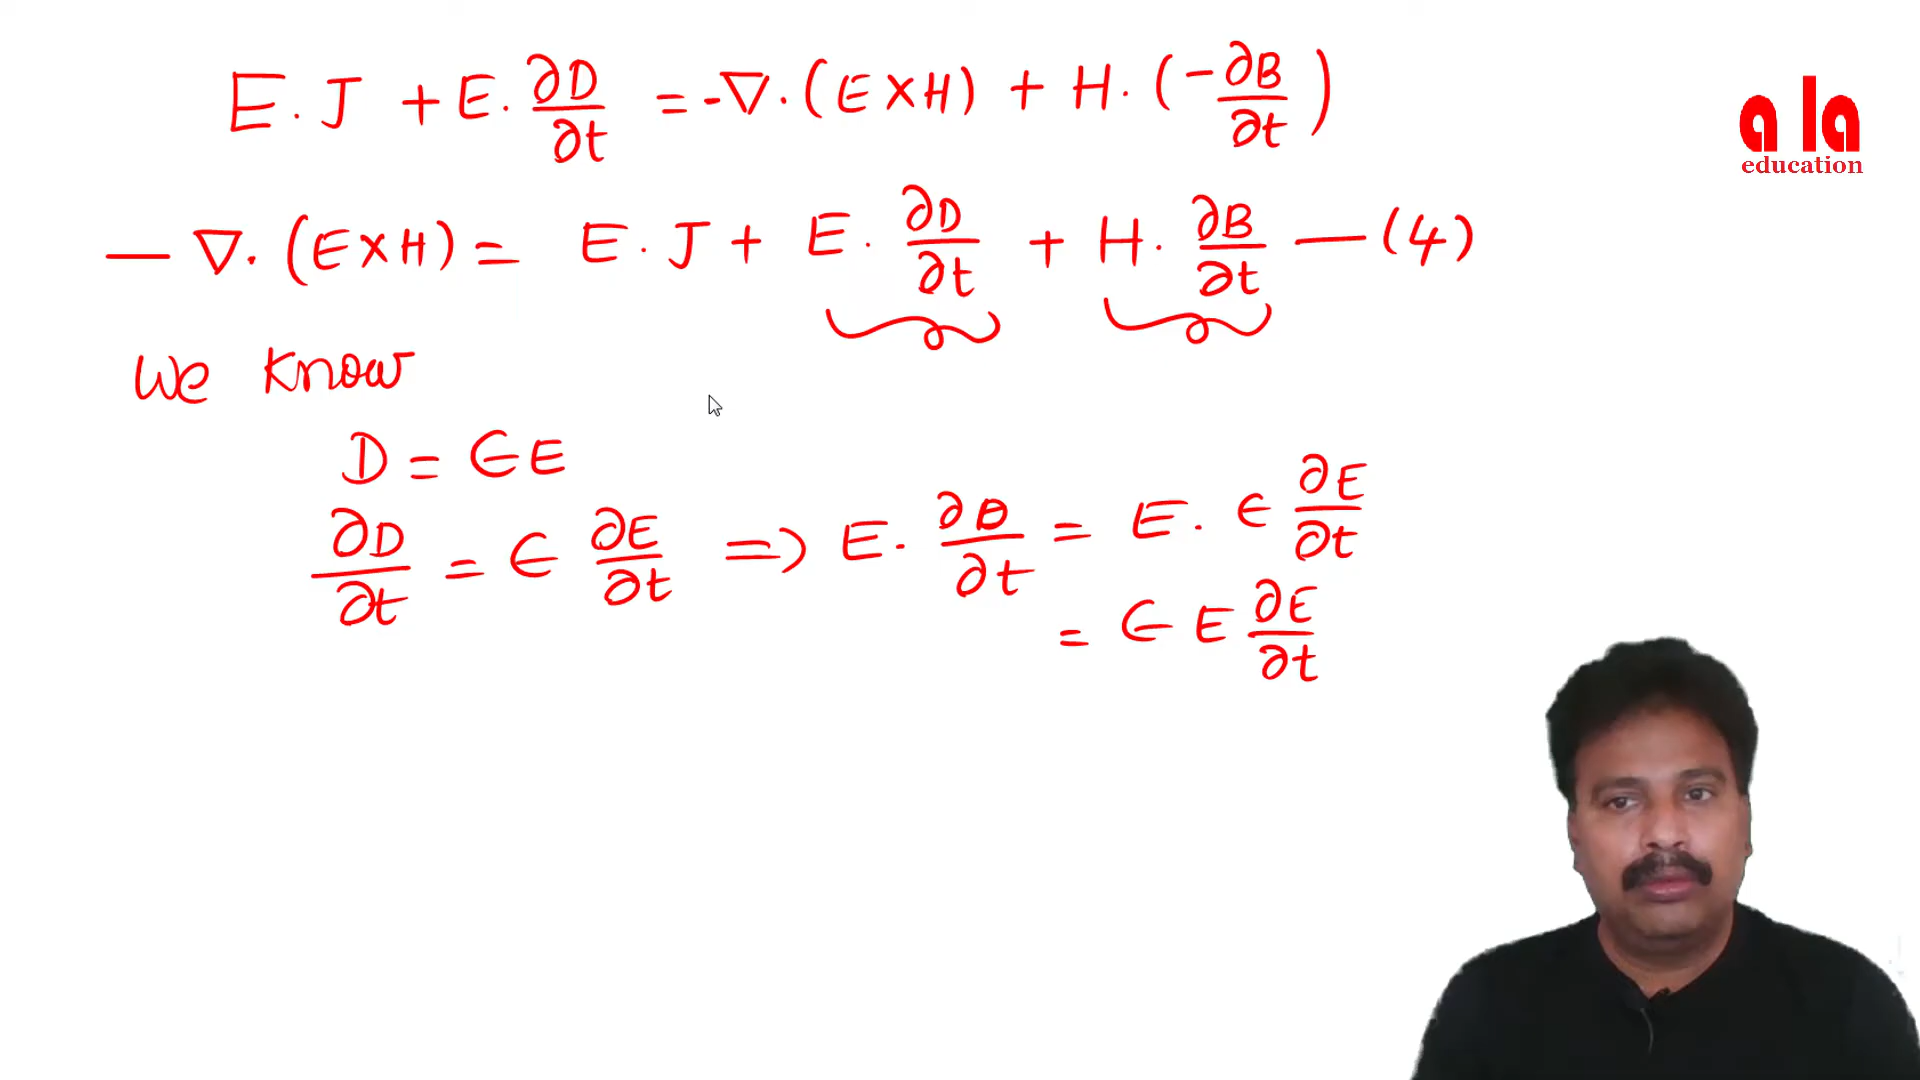 E.J + E.∂D/∂t = -∇.(E×H) + H.(-∂B/∂t)
a la
education
— ∇.(E×H) = E.J + E.∂D/∂t + H.∂B/∂t —(4)
We know
D = ∈E
∂D/∂t = ∈ ∂E/∂t => E.∂D/∂t = E.∈ ∂E/∂t
= ∈ E ∂E/∂t